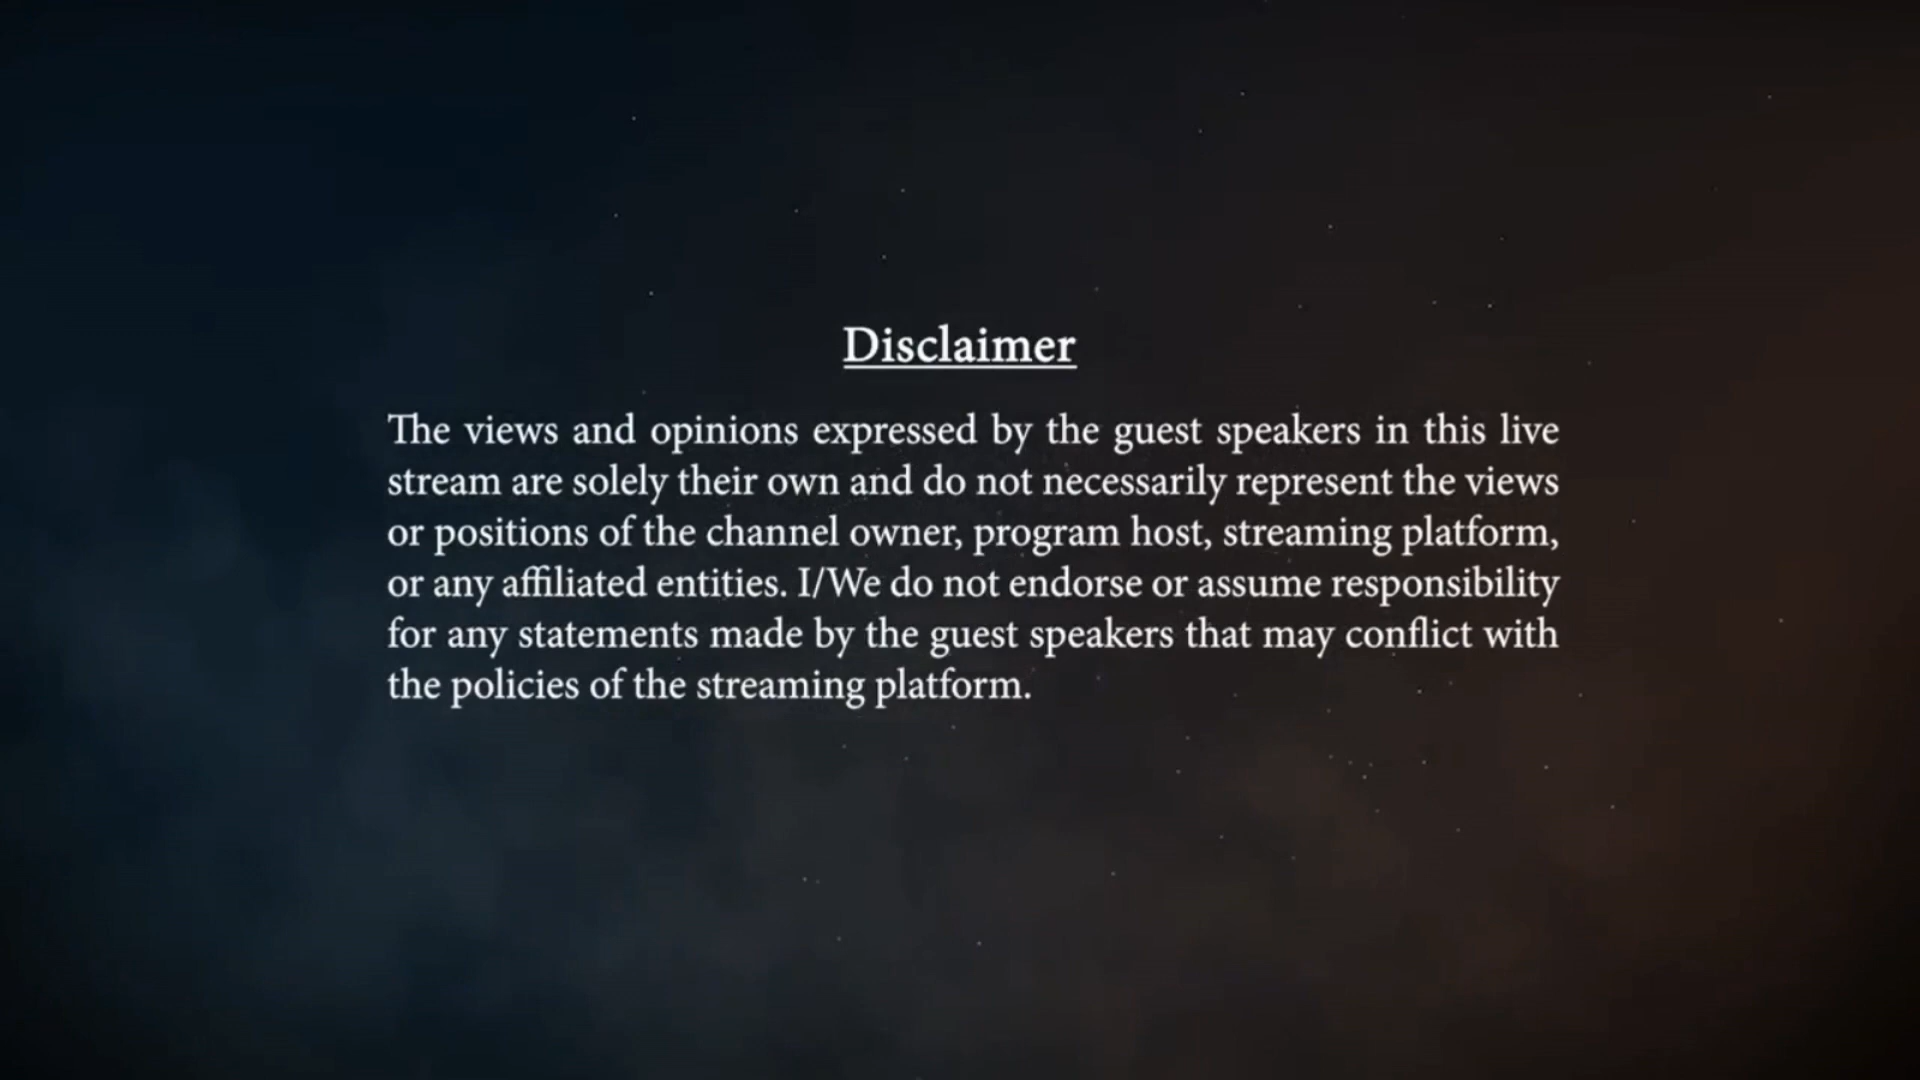 Disclaimer
The views and opinions expressed by the guest speakers in this live
stream are solely their own and do not necessarily represent the views
or positions of the channel owner, program host, streaming platform,
or any affiliated entities. I/We do not endorse or assume responsibility
for any statements made by the guest speakers that may conflict with
the policies of the streaming platform.